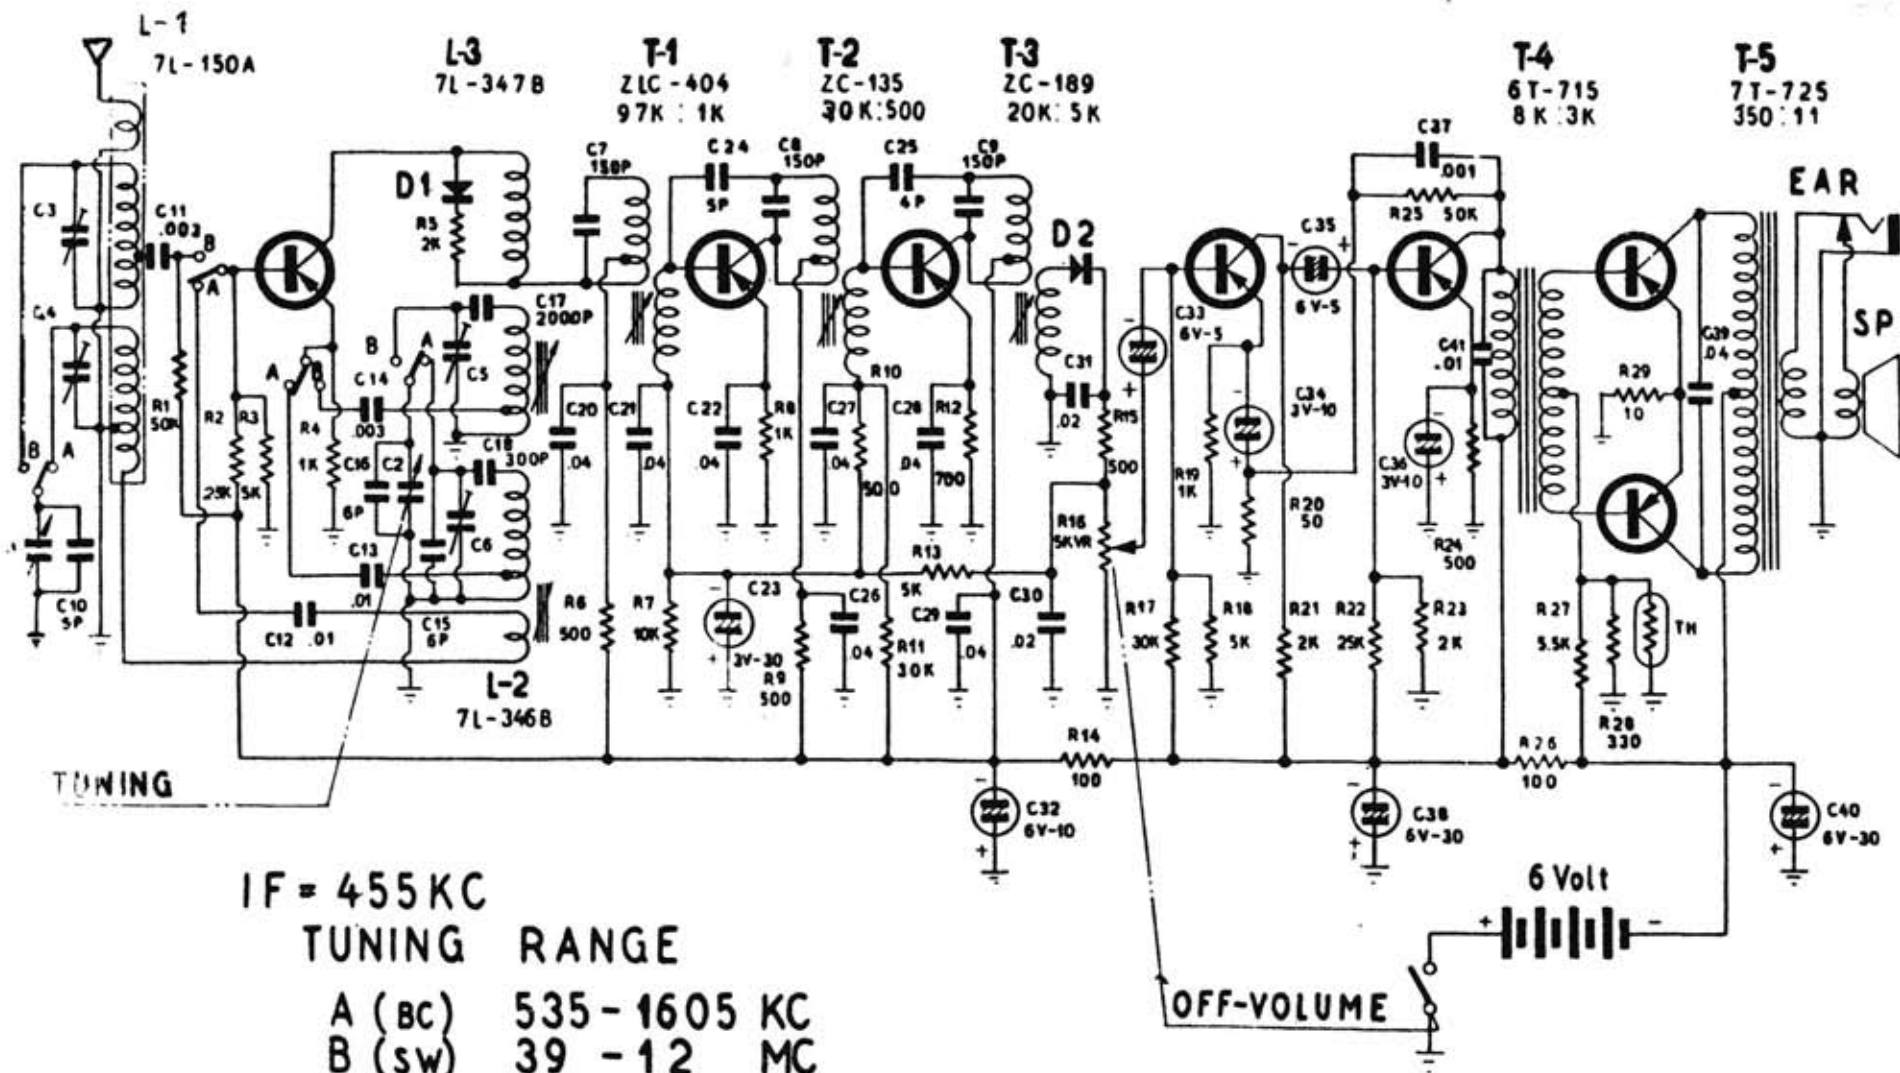 L-1
7L-150A
L-3
7L-347B
T-1
ZLC-404
97K : 1K
T-2
ZC-135
30K:500
T-3
ZC-189
20K:5K
T-4
6T-715
8K:3K
T-5
7T-725
350:11
C3
C11
.003
B
A
D1
R5
2K
C7
150P
C24
5P
C8
150P
C25
4P
C9
150P
D2
C33
6V-5
C35
- +
6V-5
C37
.001
R25 50K
EAR
SP
C4
R1
50K
R2
25K
R3
5K
R4
1K
A B
C14
.003
B A
C5
C17
2000P
C16
6P
C2
C18
300P
C6
C13
.01
C12 .01
C15
6P
L-2
7L-346B
B A
C10
5P
C20
.04
C21
.04
C22
.04
R8
1K
C27
.04
R10
500
C28
.04
R12
700
C31
.02
R15
500
R16
5KVR
R19
1K
C34
3V-10
R20
50
C36
3V-10
R24
500
C41
.01
R29
10
C39
.04
R6
500
R7
10K
C23
3V-30
R9
500
C26
.04
R11
30K
R13
5K
C29
.04
C30
.02
R17
30K
R18
5K
R21
2K
R22
25K
R23
2K
R27
5.5K
R28
330
TH
R14
100
R26
100
C32
6V-10
C38
6V-30
C40
6V-30
TUNING
6 Volt
+ -
OFF-VOLUME
IF = 455KC
TUNING RANGE
A (BC) 535-1605 KC
B (SW) 39 -12 MC